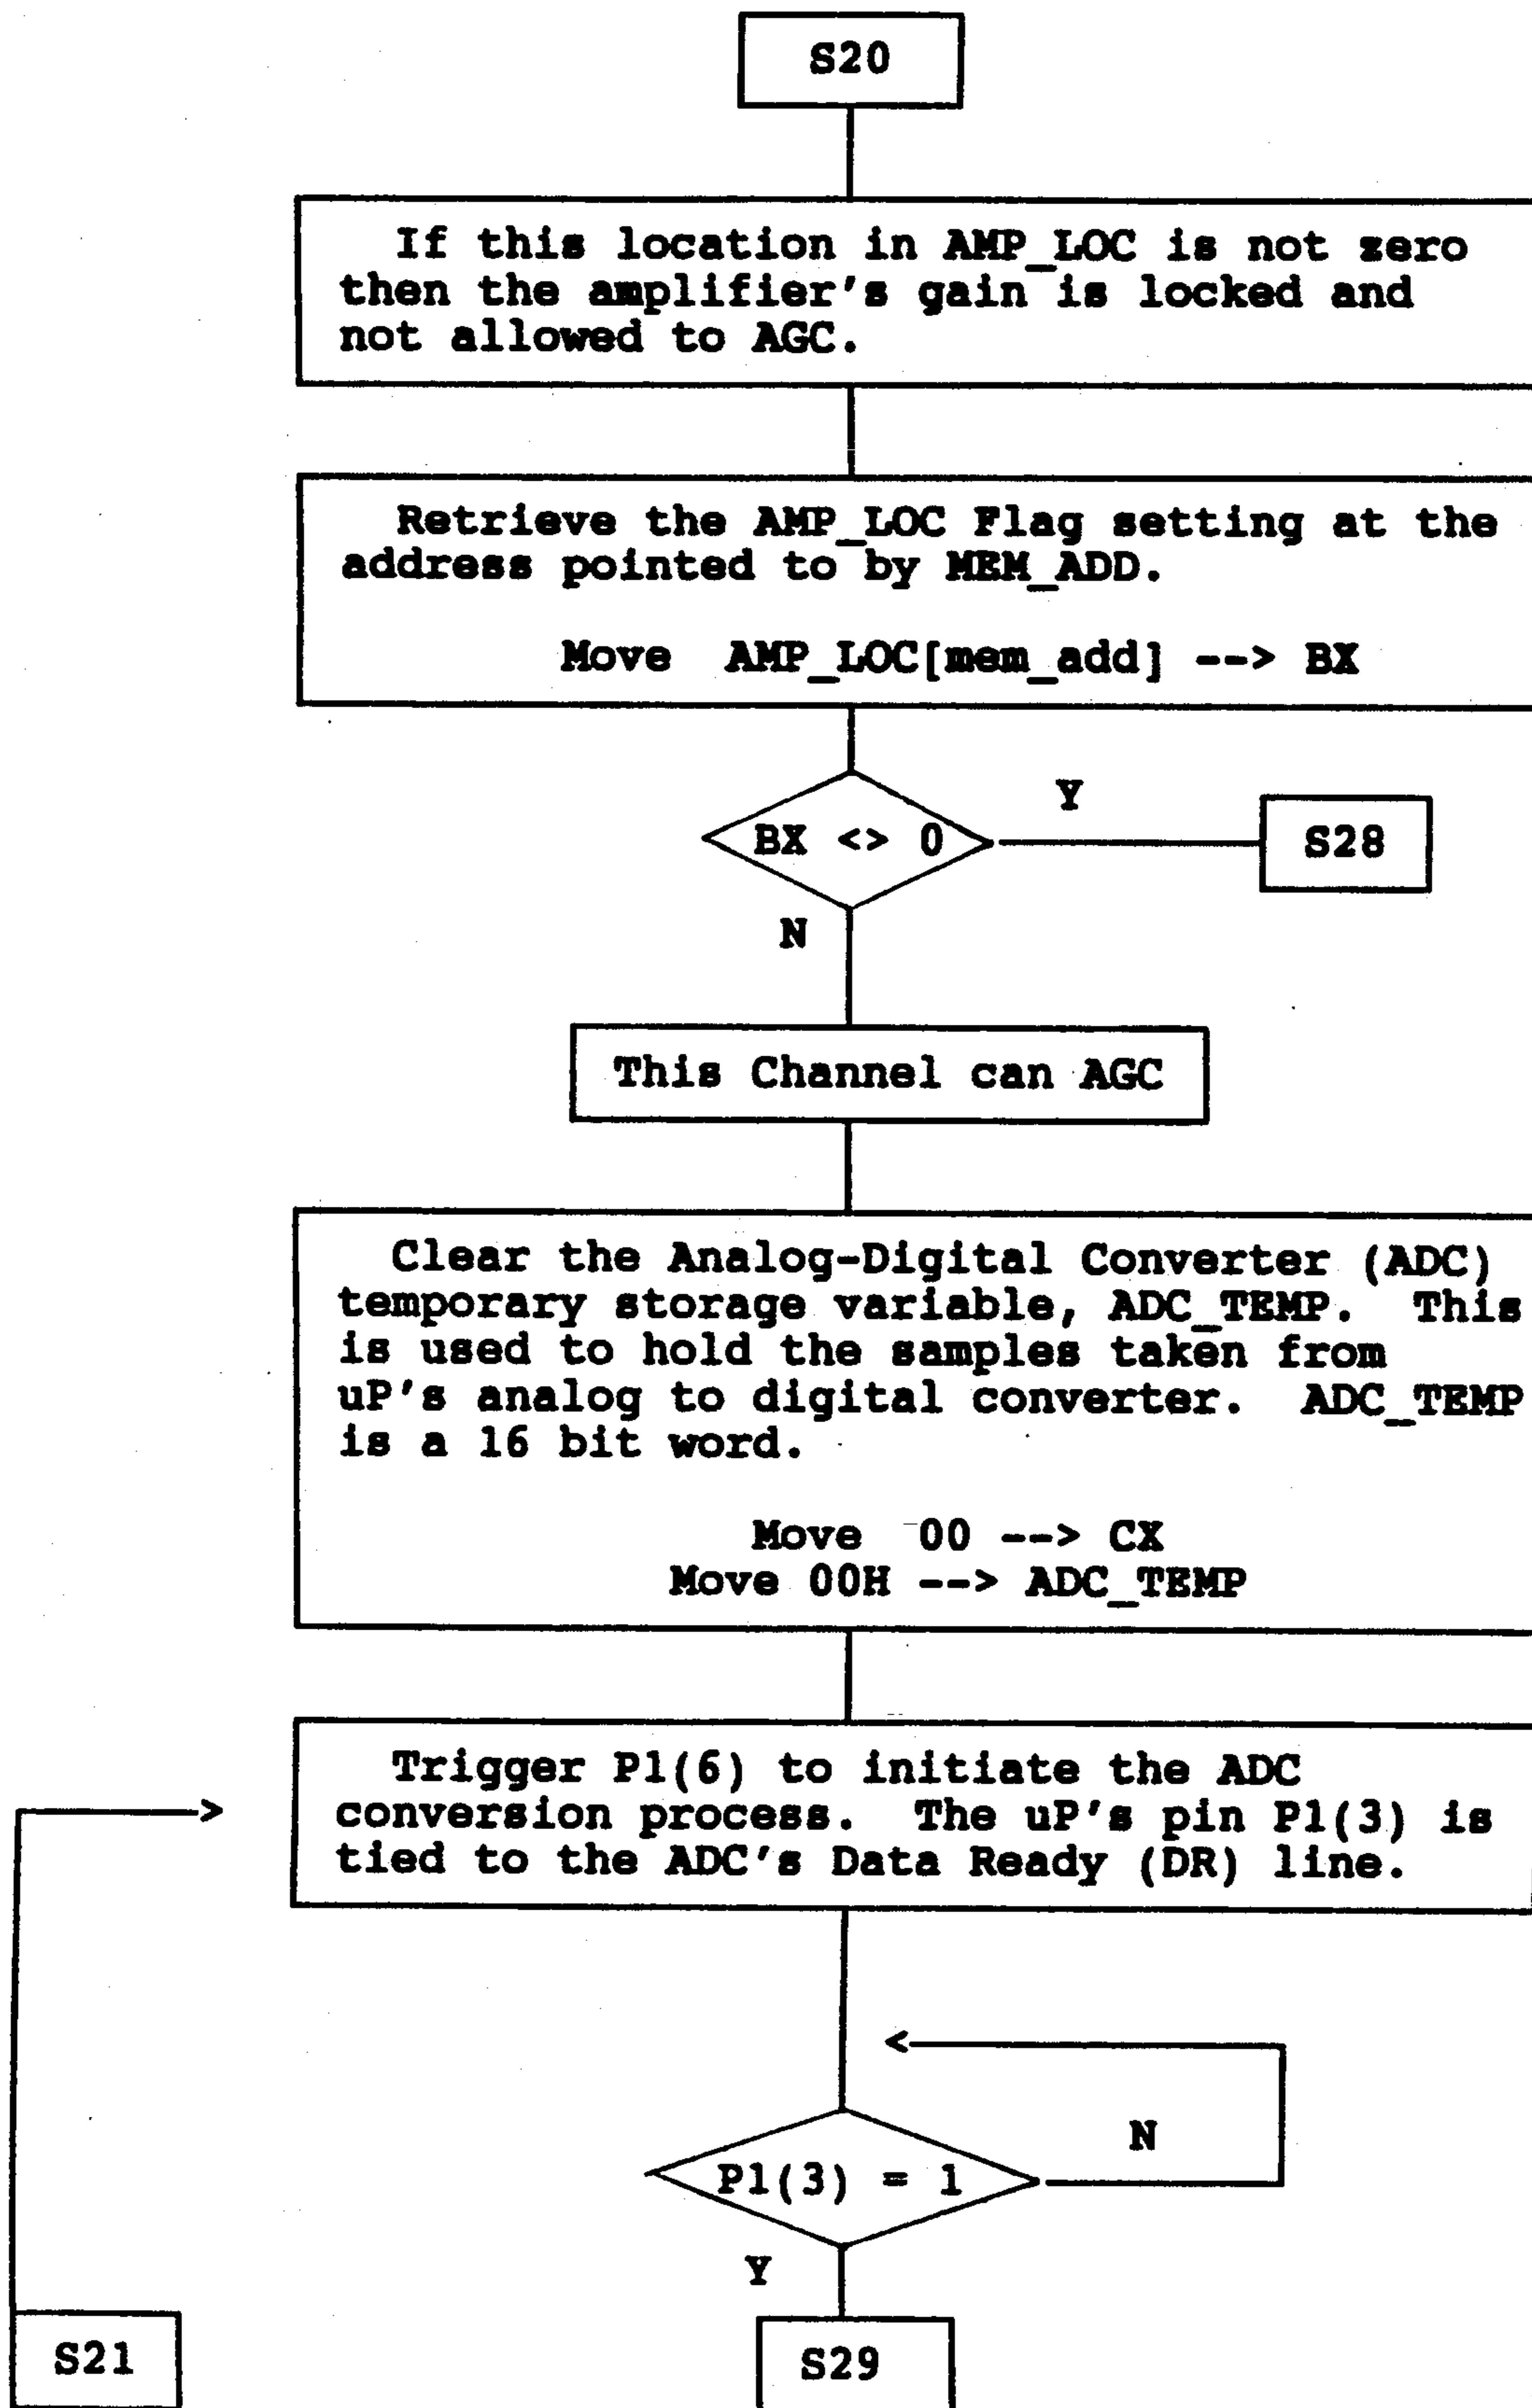 S20
If this location in AMP_LOC is not zero
then the amplifier's gain is locked and
not allowed to AGC.
Retrieve the AMP_LOC Flag setting at the
address pointed to by MEM_ADD.
Move AMP_LOC[mem_add] --> BX
Y
BX <> 0
S28
N
This Channel can AGC
Clear the Analog-Digital Converter (ADC)
temporary storage variable, ADC_TEMP. This
is used to hold the samples taken from
uP's analog to digital converter. ADC_TEMP
is a 16 bit word.
Move 00 --> CX
Move 00H --> ADC_TEMP
Trigger P1(6) to initiate the ADC
conversion process. The uP's pin P1(3) is
tied to the ADC's Data Ready (DR) line.
N
P1(3) = 1
Y
S21
S29